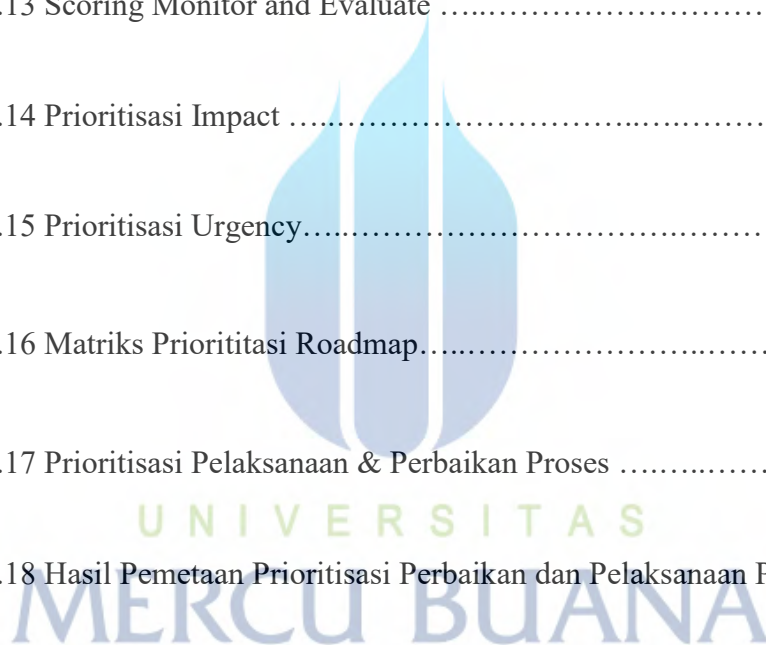 .13 Scoring Monitor and Evaluate …..…………………………
.14 Prioritisasi Impact …..………………………..…..………
.15 Prioritisasi Urgency…..………………………….………
.16 Matriks Priorititasi Roadmap…..…………………..……
.17 Prioritisasi Pelaksanaan & Perbaikan Proses ….…..……
UNIVERSITAS
.18 Hasil Pemetaan Prioritisasi Perbaikan dan Pelaksanaan P
MERCU BUANA